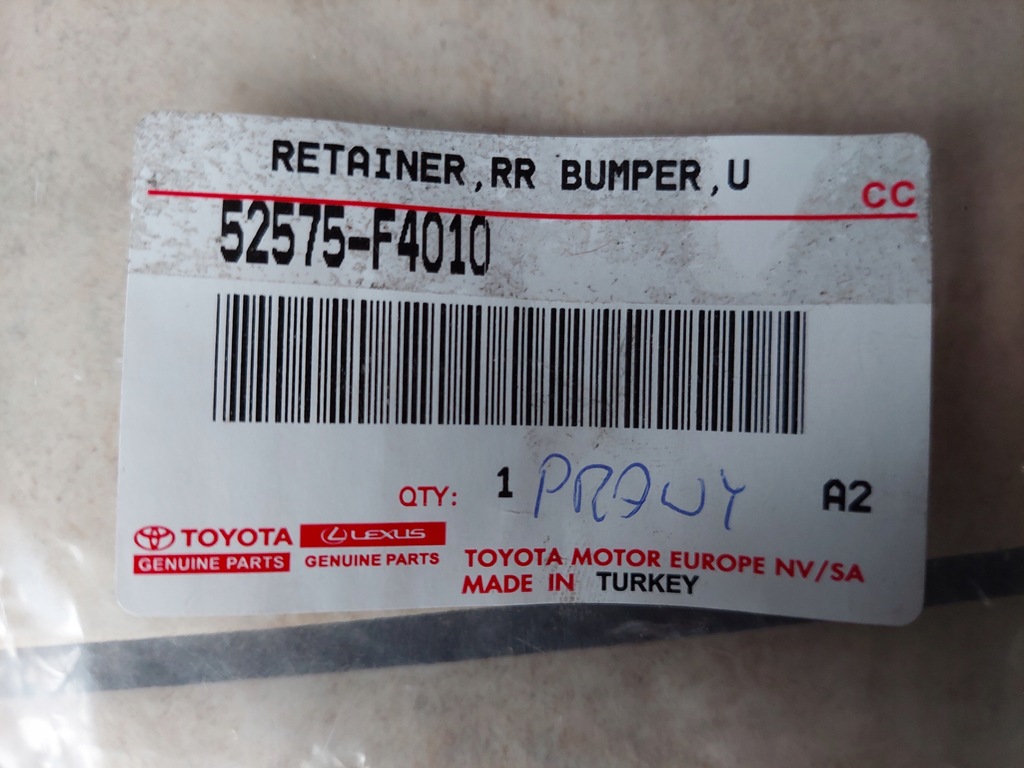 RETAINER,RR BUMPER,U
CC
52575-F4010
QTY: 1 PRAWY A2
TOYOTA LEXUS
GENUINE PARTS GENUINE PARTS
TOYOTA MOTOR EUROPE NV/SA
MADE IN TURKEY